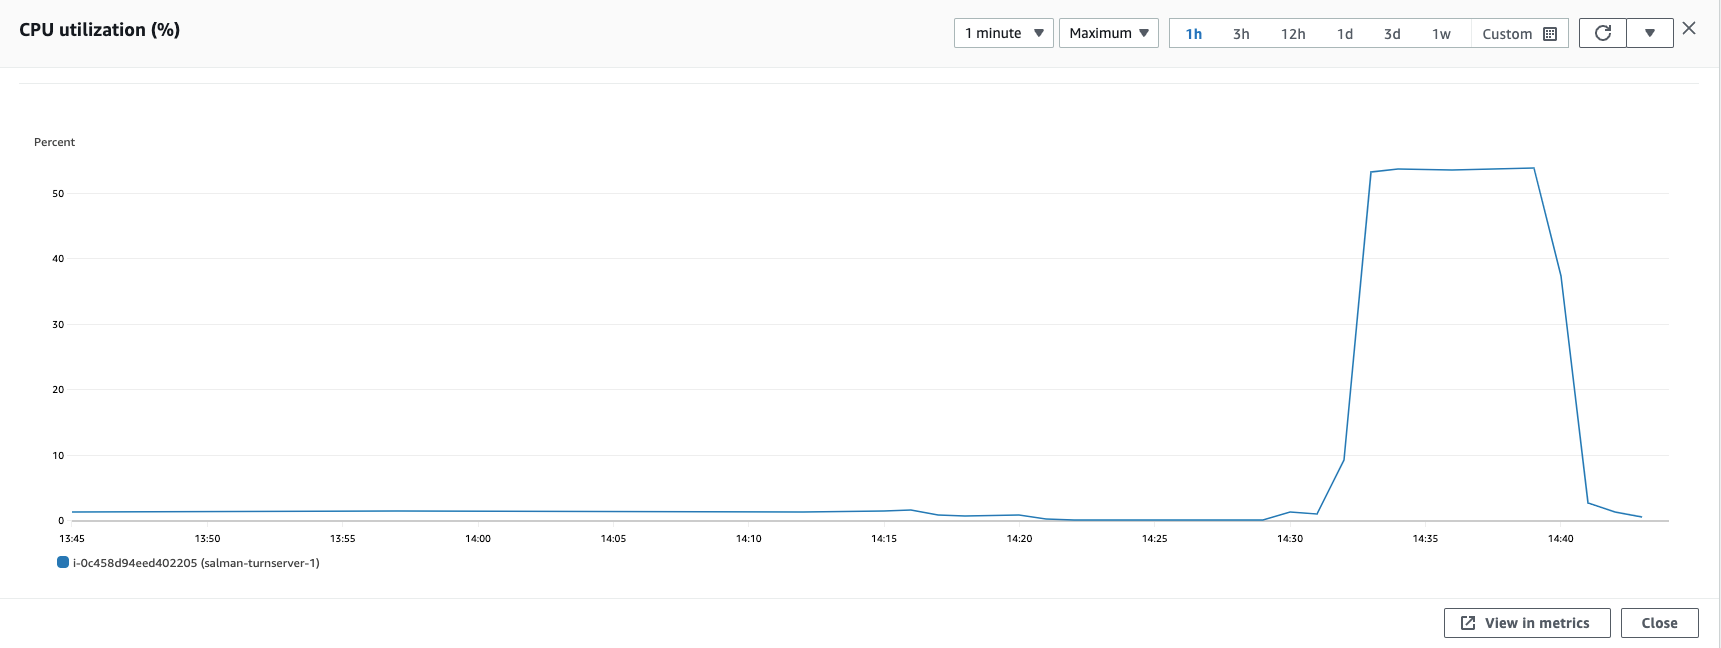 CPU utilization (%)
1 minute
Maximum
1h 3h 12h 1d 3d 1w Custom
Percent
50
40
30
20
10
0
13:45 13:50 13:55 14:00 14:05 14:10 14:15 14:20 14:25 14:30 14:35 14:40
i-0c458d94eed402205 (salman-turnserver-1)
View in metrics
Close